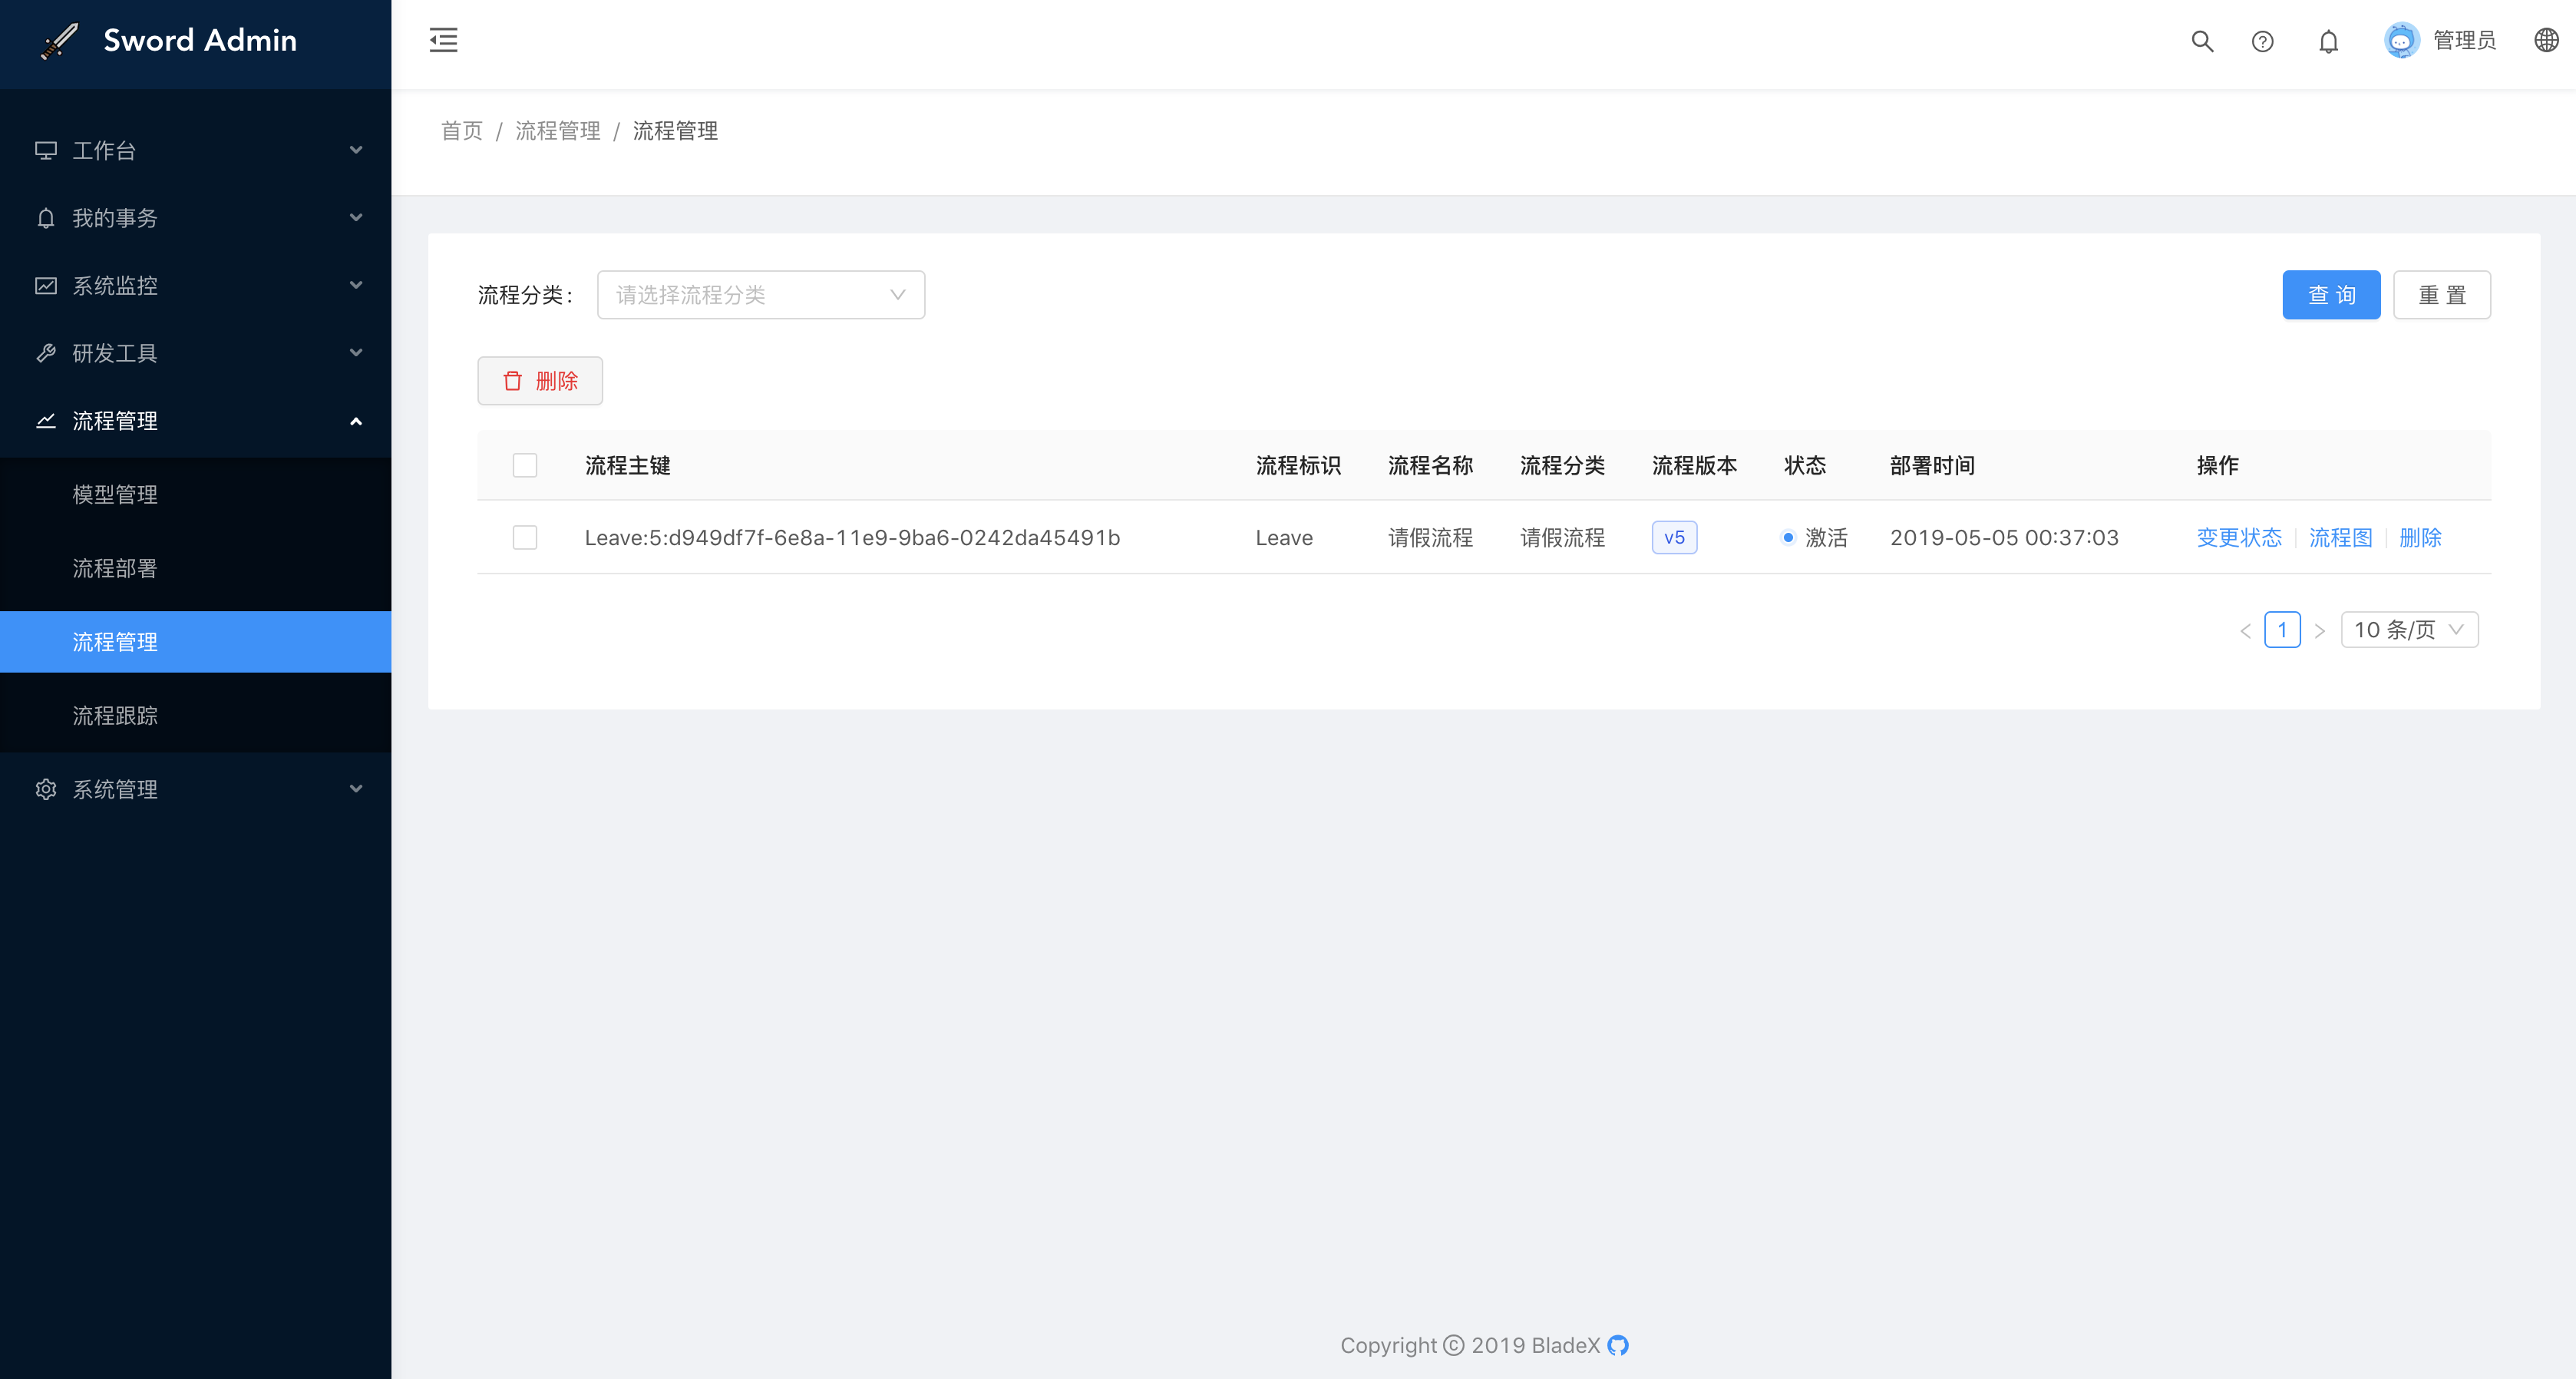 Sword Admin
管理员
工作台
我的事务
系统监控
研发工具
流程管理
模型管理
流程部署
流程管理
流程跟踪
系统管理
首页 / 流程管理 / 流程管理
流程分类: 请选择流程分类 查 询 重 置
删除
流程主键 流程标识 流程名称 流程分类 流程版本 状态 部署时间 操作
Leave:5:d949df7f-6e8a-11e9-9ba6-0242da45491b Leave 请假流程 请假流程 v5 激活 2019-05-05 00:37:03 变更状态 流程图 删除
< 1 > 10 条/页
Copyright © 2019 BladeX